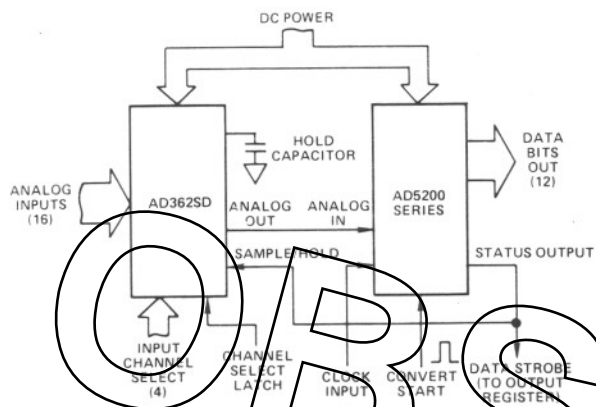 DC POWER
HOLD
CAPACITOR
DATA
BITS
OUT
(12)
ANALOG
INPUTS
(16)
AD362SD
AD5200
SERIES
ANALOG
OUT
ANALOG
IN
SAMPLE/HOLD
STATUS OUTPUT
INPUT
CHANNEL
SELECT
(4)
CHANNEL
SELECT
LATCH
CLOCK
INPUT
CONVERT
START
DATA STROBE
(TO OUTPUT
REGISTER)
OBS